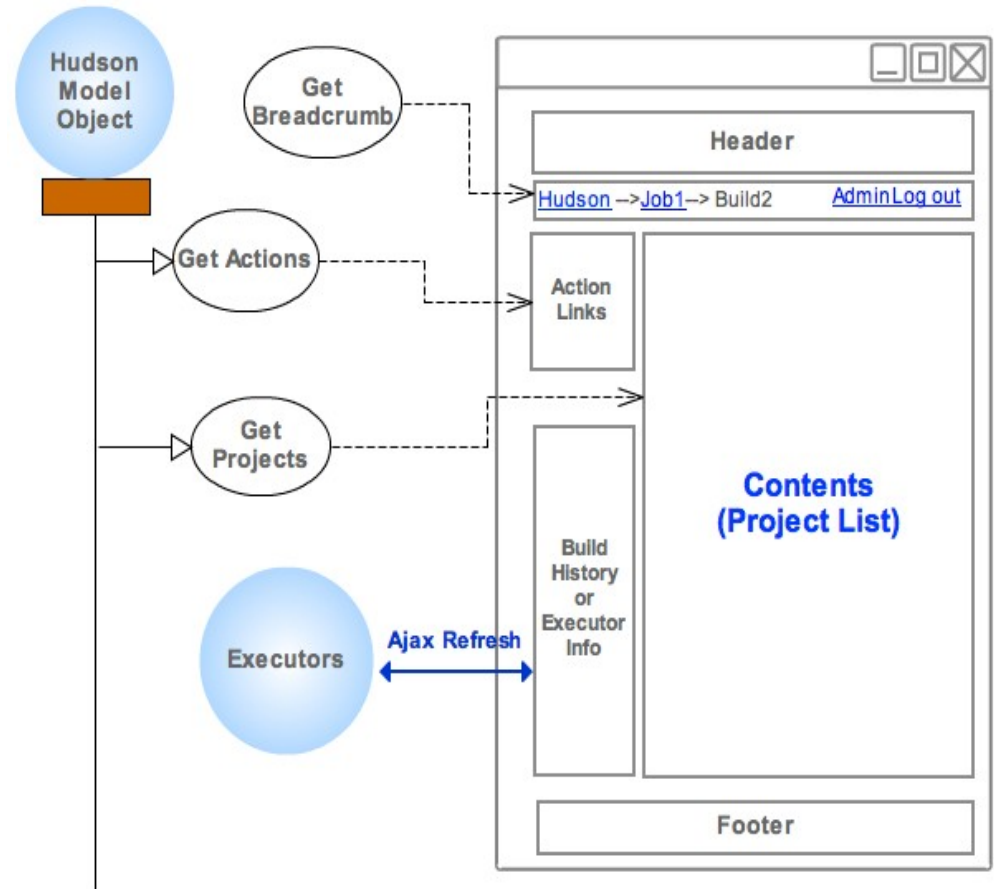 Hudson
Model
Object
Get
Breadcrumb
Header
Hudson -->Job1--> Build2
AdminLog out
Get Actions
Action
Links
Get
Projects
Contents
(Project List)
Build
History
or
Executor
Info
Executors
Ajax Refresh
Footer